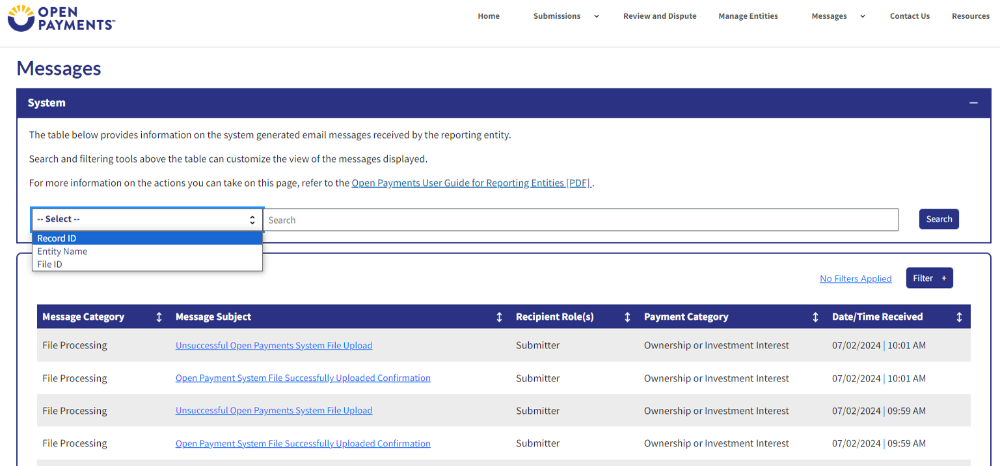 OPEN
PAYMENTS™
Home Submissions Review and Dispute Manage Entities Messages Contact Us Resources
Messages
System
The table below provides information on the system generated email messages received by the reporting entity.
Search and filtering tools above the table can customize the view of the messages displayed.
For more information on the actions you can take on this page, refer to the Open Payments User Guide for Reporting Entities [PDF] .
-- Select -- Search Search
Record ID
Entity Name
File ID
No Filters Applied Filter +
Message Category Message Subject Recipient Role(s) Payment Category Date/Time Received
File Processing Unsuccessful Open Payments System File Upload Submitter Ownership or Investment Interest 07/02/2024 | 10:01 AM
File Processing Open Payment System File Successfully Uploaded Confirmation Submitter Ownership or Investment Interest 07/02/2024 | 10:01 AM
File Processing Unsuccessful Open Payments System File Upload Submitter Ownership or Investment Interest 07/02/2024 | 09:59 AM
File Processing Open Payment System File Successfully Uploaded Confirmation Submitter Ownership or Investment Interest 07/02/2024 | 09:59 AM